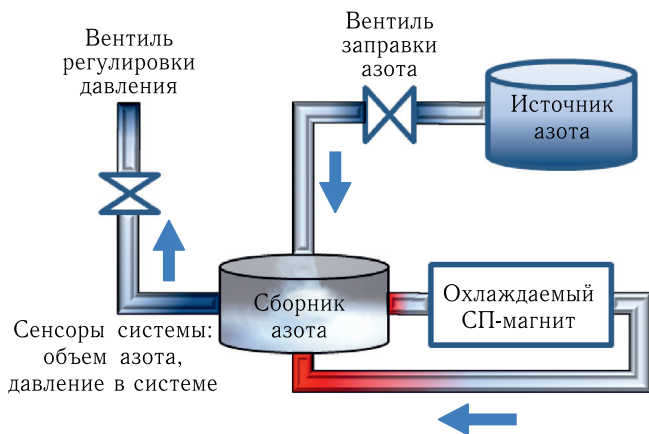 Вентиль
регулировки
давления
Вентиль
заправки
азота
Источник
азота
Сборник
азота
Охлаждаемый
СП-магнит
Сенсоры системы:
объем азота,
давление в системе